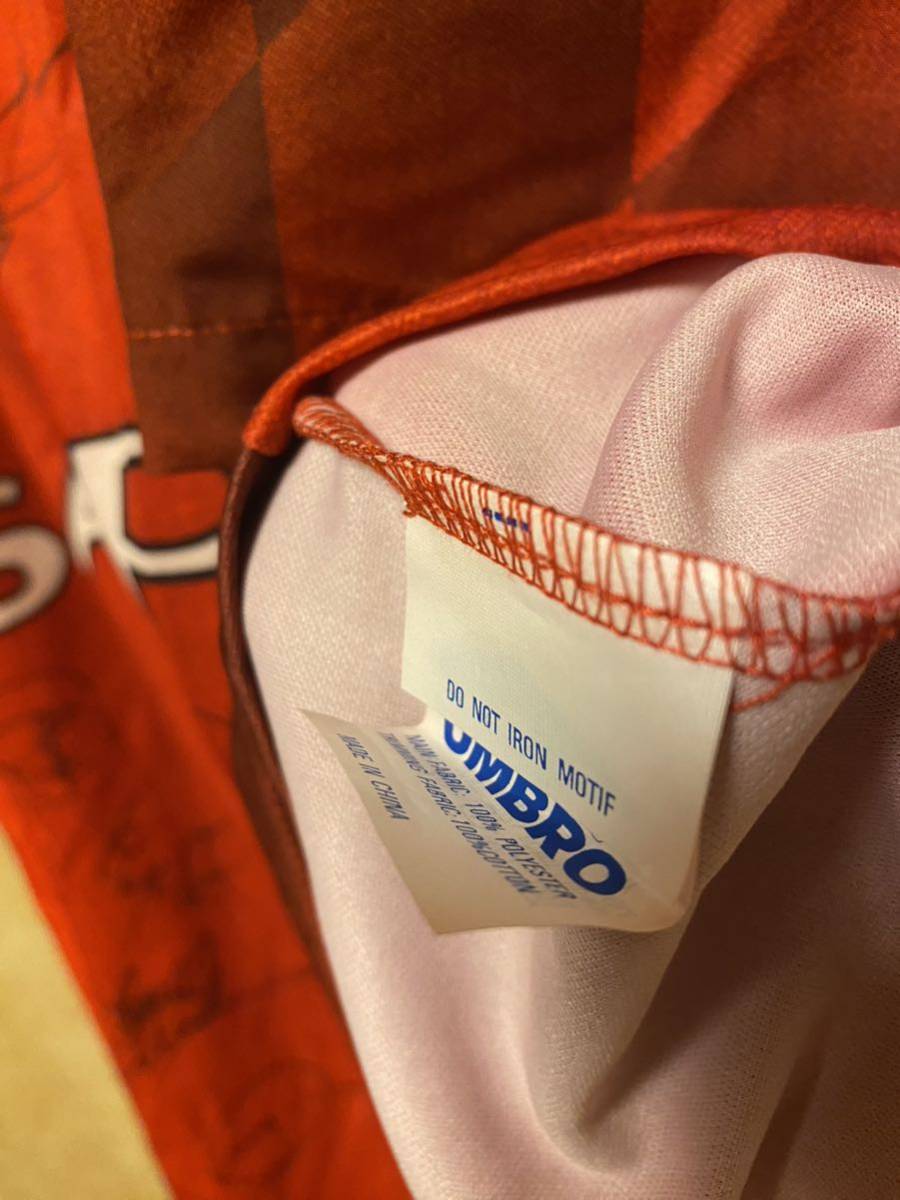 DO NOT IRON MOTIF
UMBRO
MAIN FABRIC: 100% POLYESTER
TRIMMING FABRIC: 100% COTTON
MADE IN CHINA